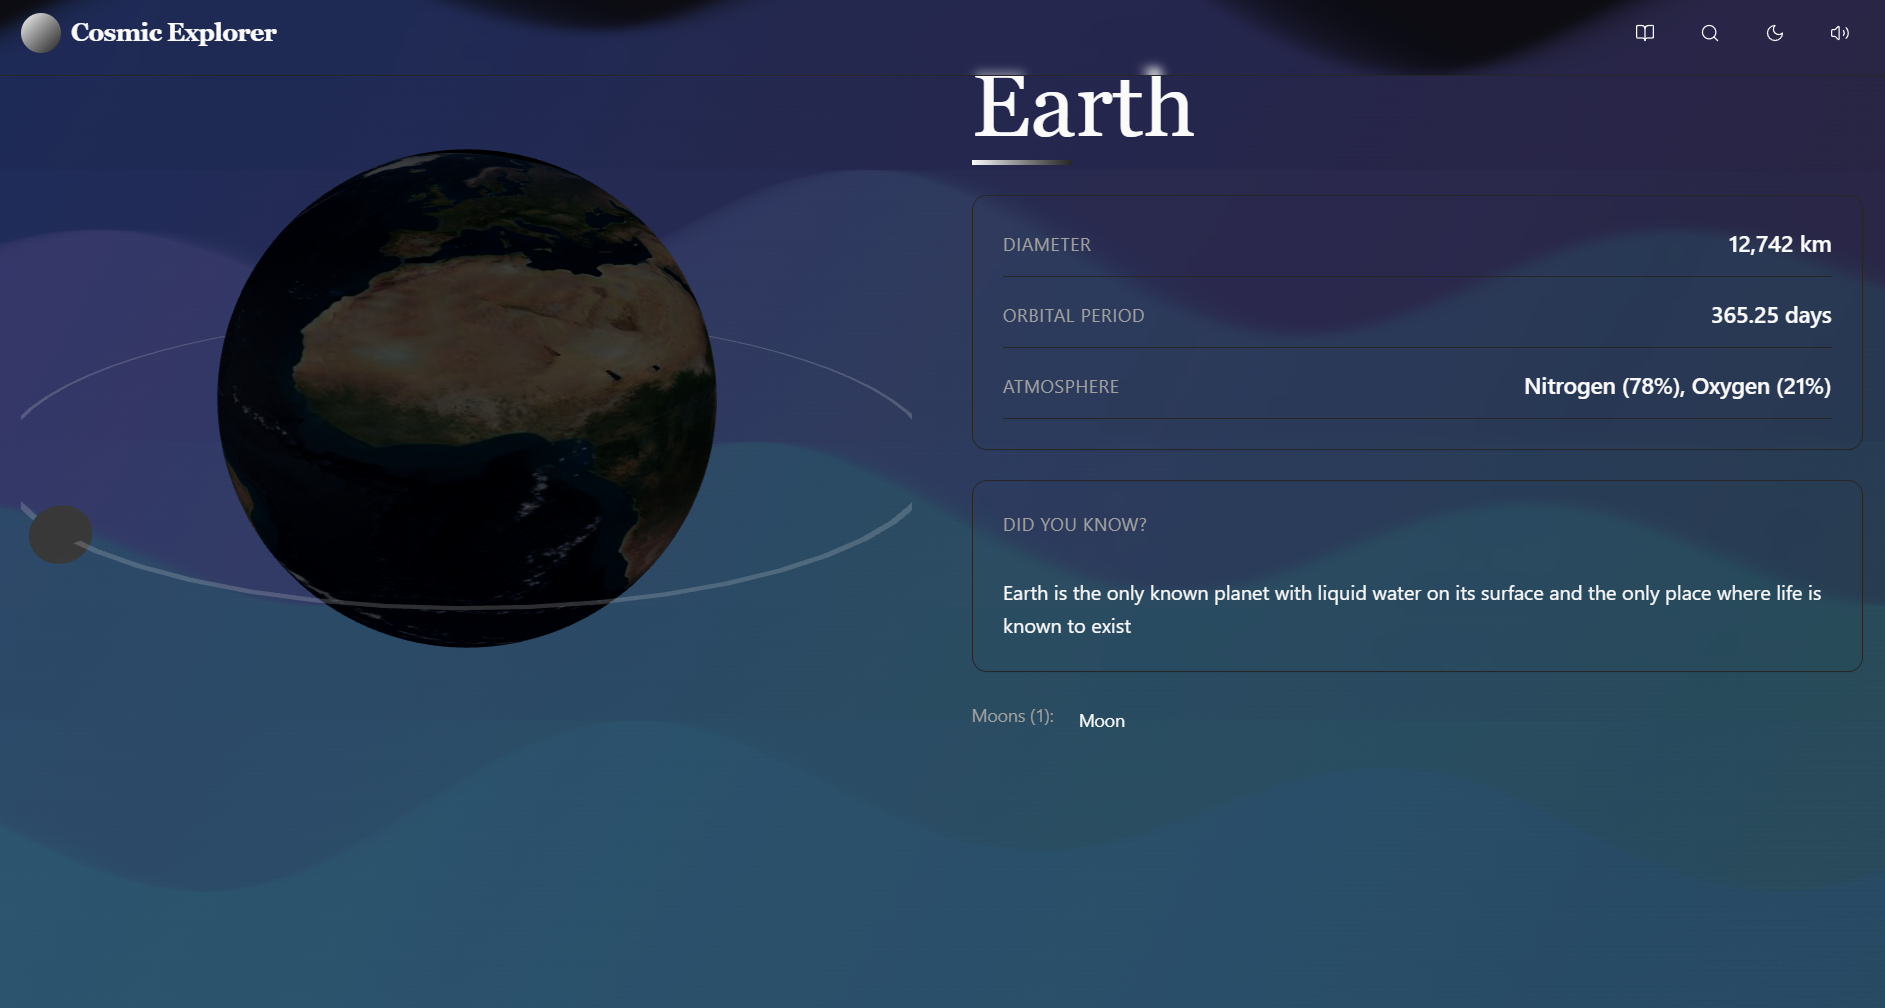 Cosmic Explorer
Earth
DIAMETER 12,742 km
ORBITAL PERIOD 365.25 days
ATMOSPHERE Nitrogen (78%), Oxygen (21%)
DID YOU KNOW?
Earth is the only known planet with liquid water on its surface and the only place where life is
known to exist
Moons (1): Moon